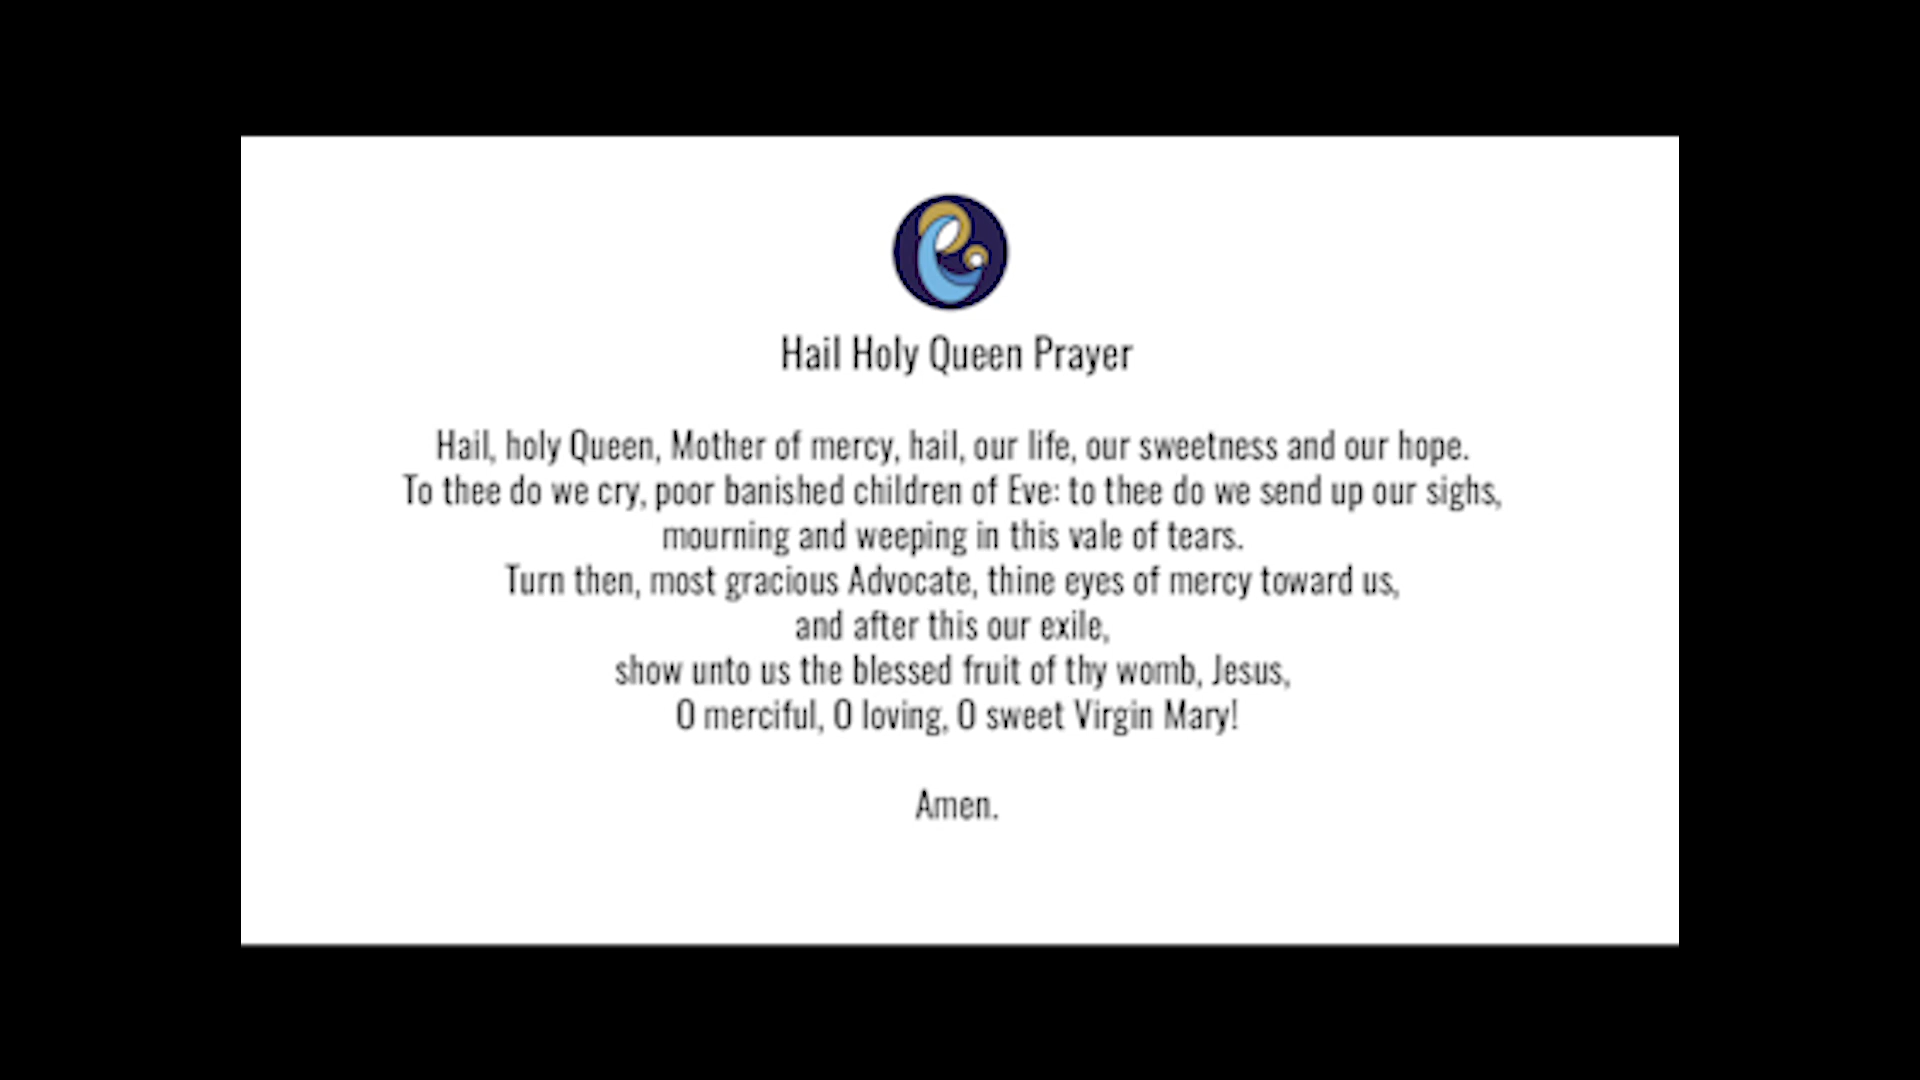 Hail Holy Queen Prayer
Hail, holy Queen, Mother of mercy, hail, our life, our sweetness and our hope.
To thee do we cry, poor banished children of Eve: to thee do we send up our sighs,
mourning and weeping in this vale of tears.
Turn then, most gracious Advocate, thine eyes of mercy toward us,
and after this our exile,
show unto us the blessed fruit of thy womb, Jesus,
O merciful, O loving, O sweet Virgin Mary!
Amen.